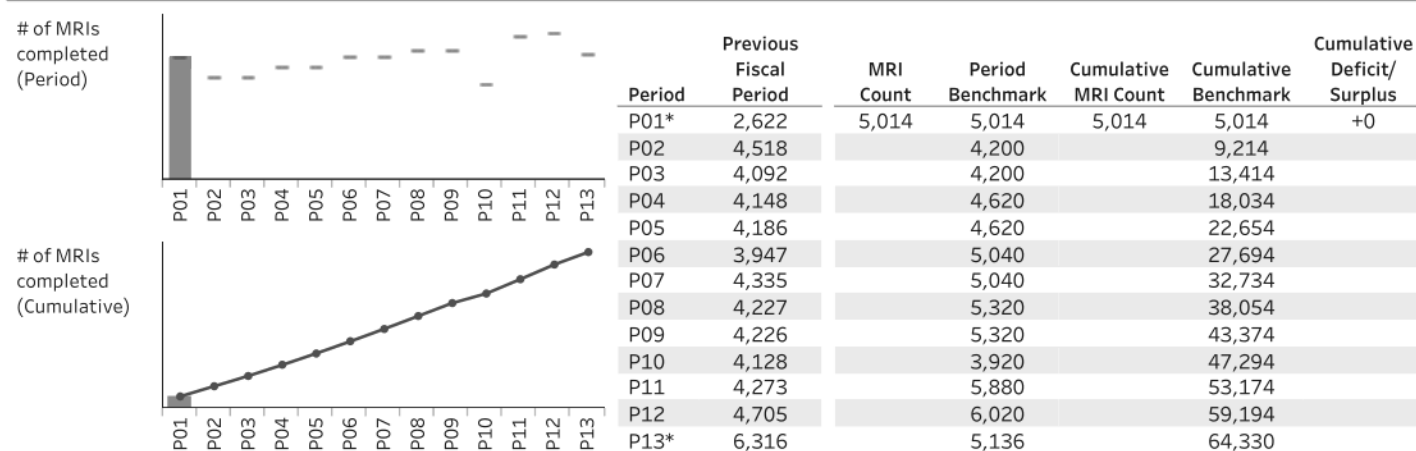 # of MRIs
completed
(Period)
P01 P02 P03 P04 P05 P06 P07 P08 P09 P10 P11 P12 P13
# of MRIs
completed
(Cumulative)
P01 P02 P03 P04 P05 P06 P07 P08 P09 P10 P11 P12 P13
Previous Cumulative
Fiscal MRI Period Cumulative Cumulative Deficit/
Period Period Count Benchmark MRI Count Benchmark Surplus
P01* 2,622 5,014 5,014 5,014 5,014 +0
P02 4,518 4,200 9,214
P03 4,092 4,200 13,414
P04 4,148 4,620 18,034
P05 4,186 4,620 22,654
P06 3,947 5,040 27,694
P07 4,335 5,040 32,734
P08 4,227 5,320 38,054
P09 4,226 5,320 43,374
P10 4,128 3,920 47,294
P11 4,273 5,880 53,174
P12 4,705 6,020 59,194
P13* 6,316 5,136 64,330